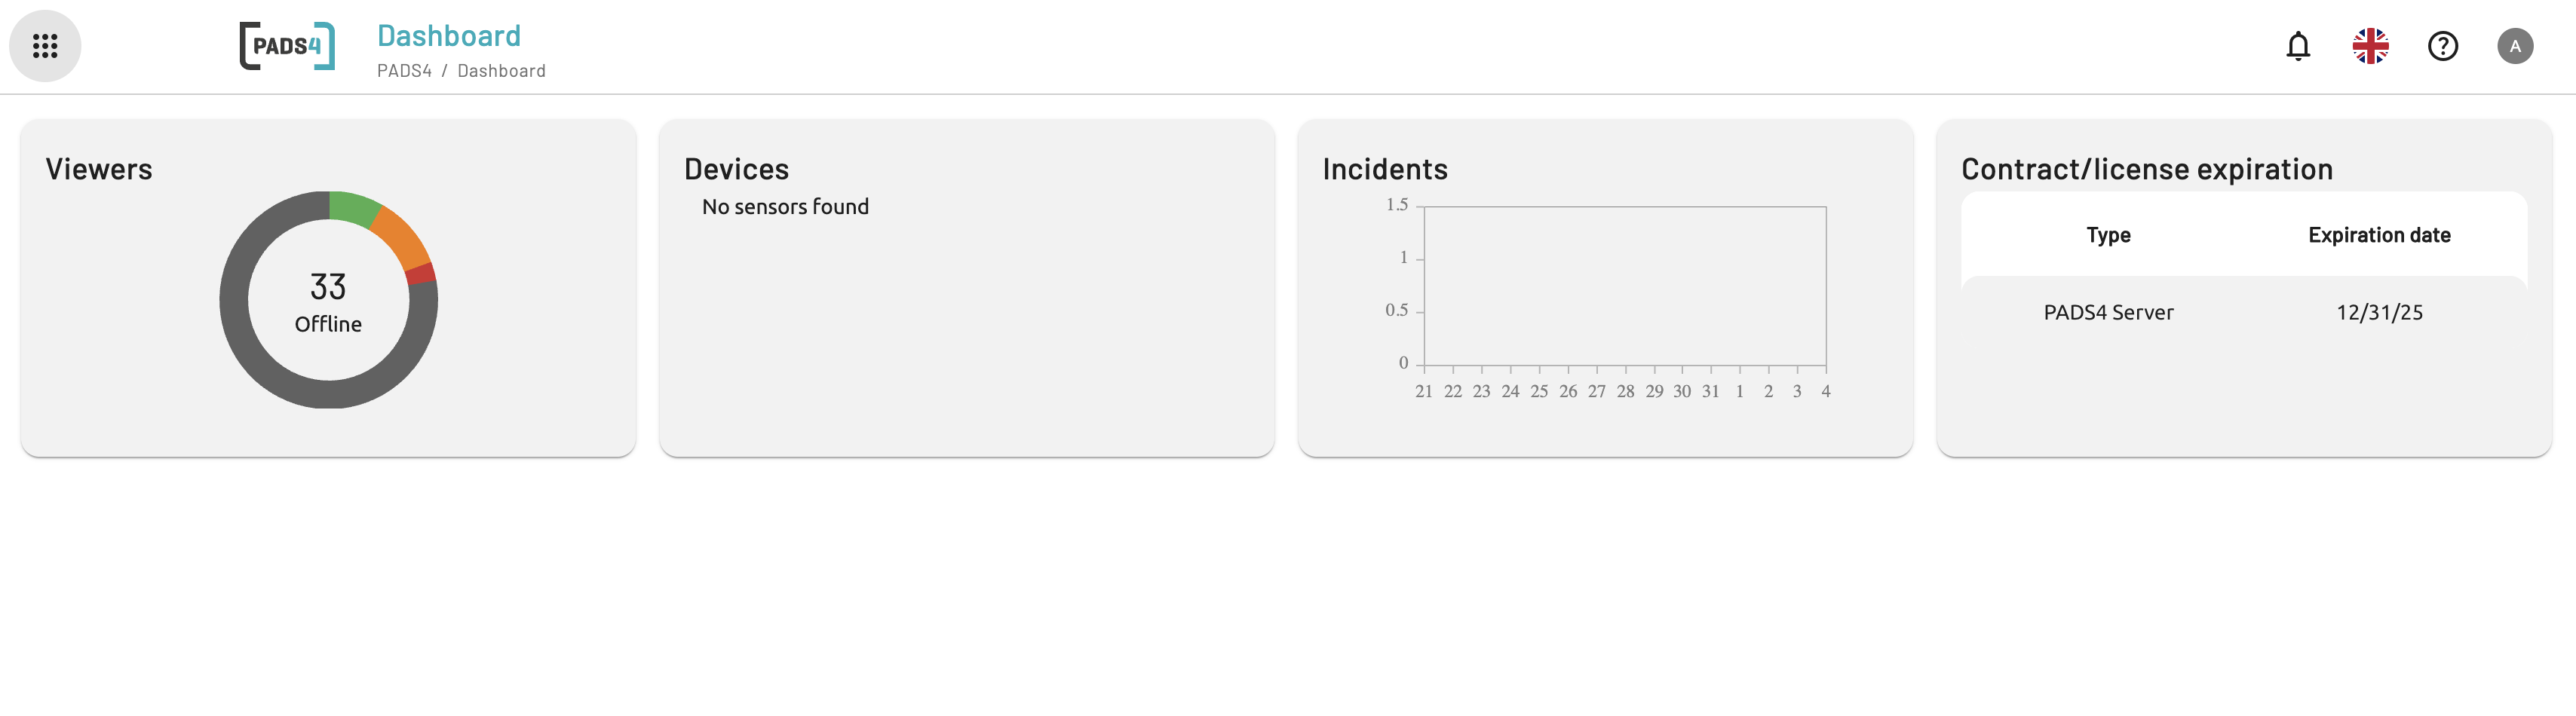 PADS4
Dashboard
PADS4 / Dashboard
A
Viewers
33
Offline
Devices
No sensors found
Incidents
1.5
1
0.5
0
21 22 23 24 25 26 27 28 29 30 31 1 2 3 4
Contract/license expiration
Type Expiration date
PADS4 Server 12/31/25